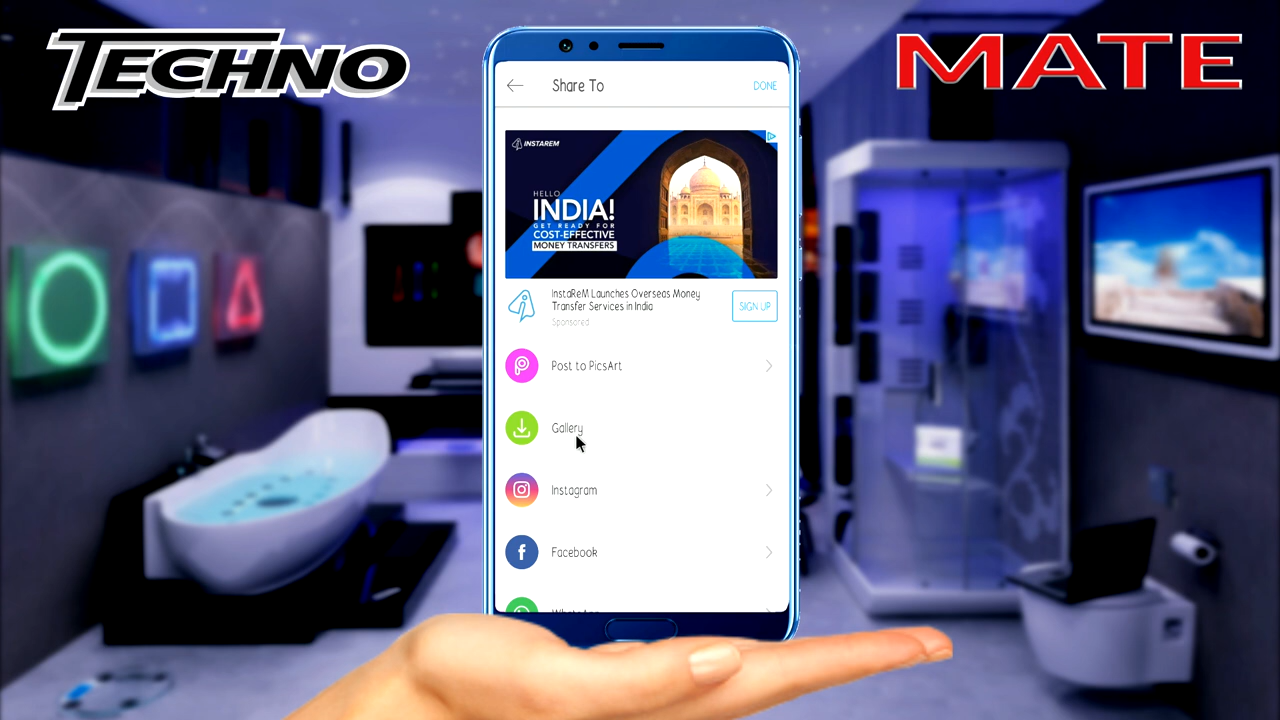 TECHNO
MATE
Share To
DONE
INSTAREM
HELLO
INDIA!
GET READY FOR
COST-EFFECTIVE
MONEY TRANSFERS
InstaReM Launches Overseas Money
Transfer Services in India
Sponsored
SIGN UP
Post to PicsArt
Gallery
Instagram
Facebook
WhatsApp